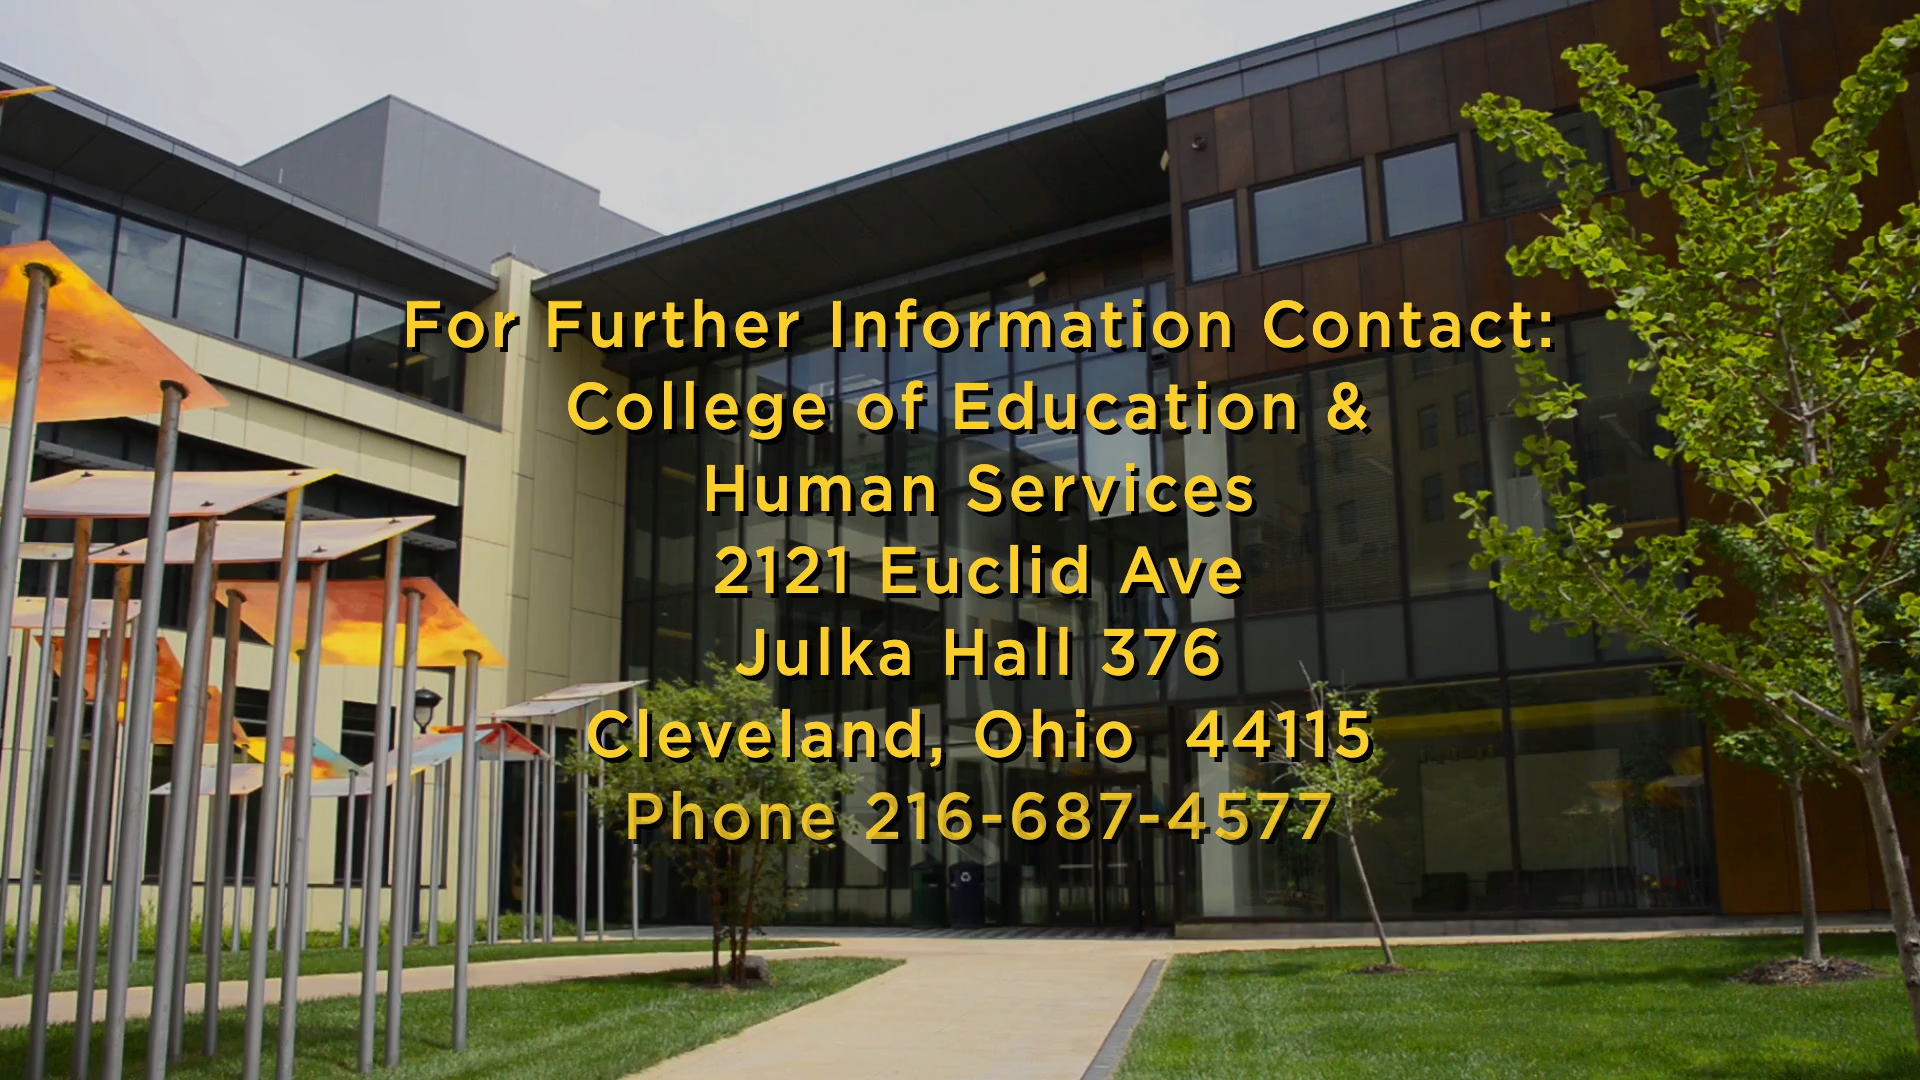 For Further Information Contact:
College of Education &
Human Services
2121 Euclid Ave
Julka Hall 376
Cleveland, Ohio  44115
Phone 216-687-4577